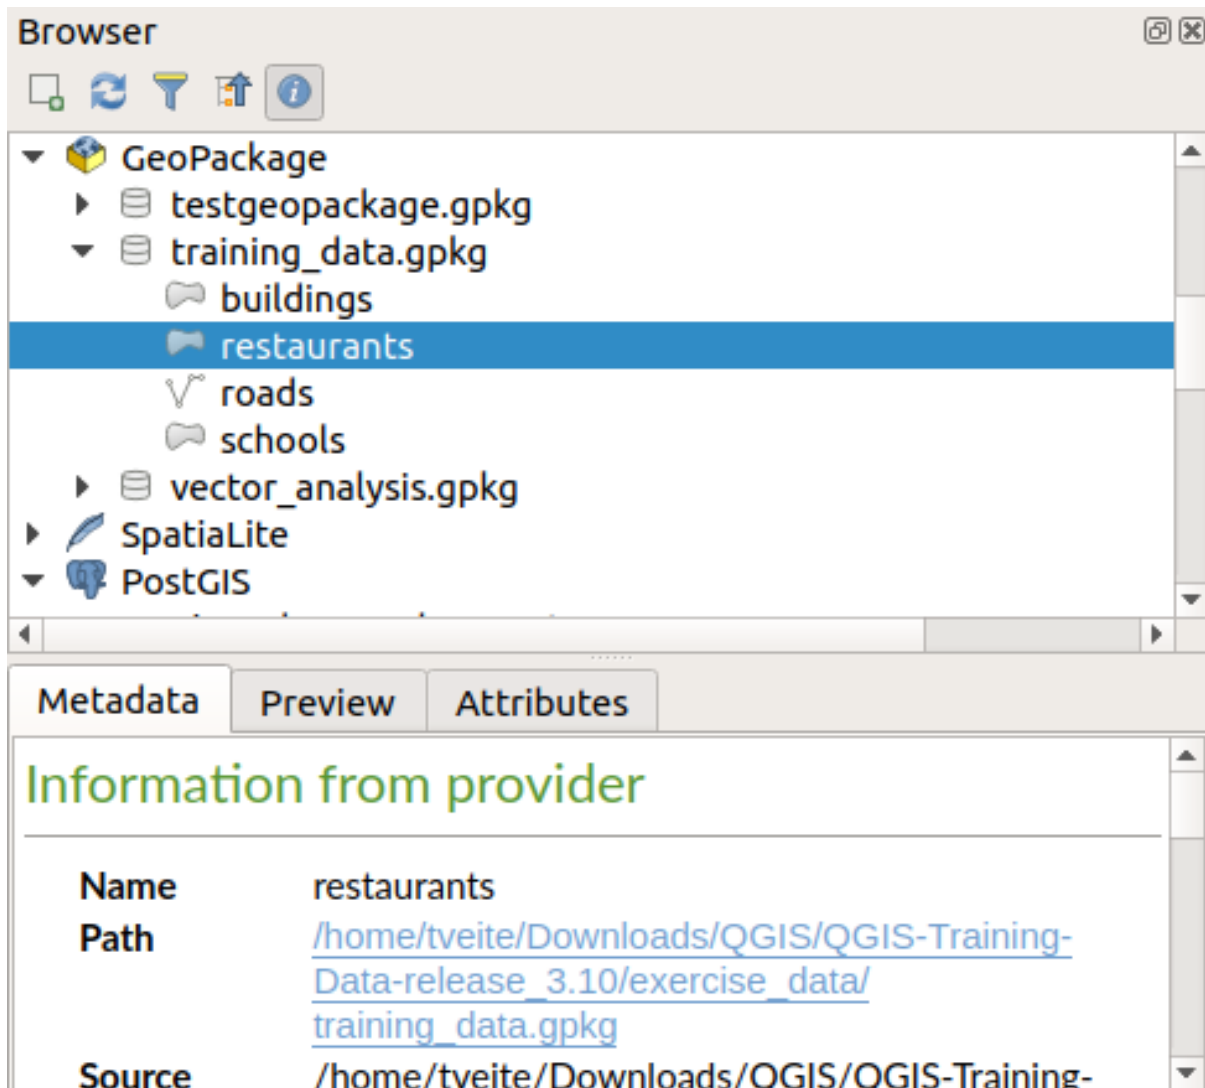 Browser
GeoPackage
testgeopackage.gpkg
training_data.gpkg
buildings
restaurants
roads
schools
vector_analysis.gpkg
SpatiaLite
PostGIS
Metadata Preview Attributes
Information from provider
Name restaurants
Path /home/tveite/Downloads/QGIS/QGIS-Training-
Data-release_3.10/exercise_data/
training_data.gpkg
Source /home/tveite/Downloads/QGIS/QGIS-Training-